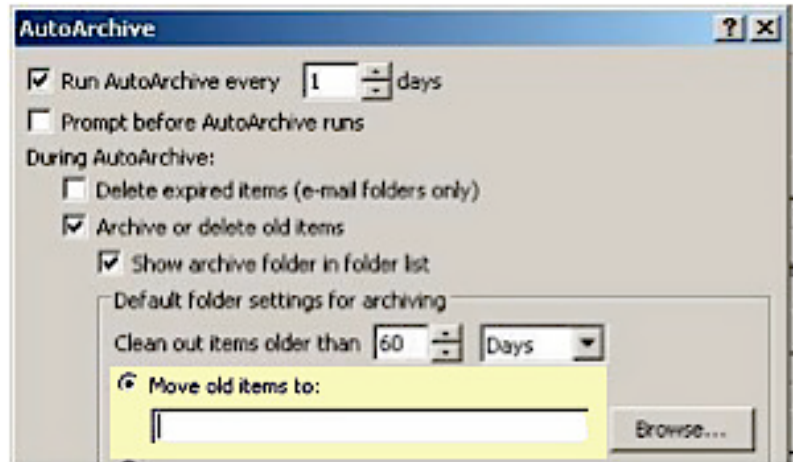 AutoArchive
Run AutoArchive every 1 days
Prompt before AutoArchive runs
During AutoArchive:
Delete expired items (e-mail folders only)
Archive or delete old items
Show archive folder in folder list
Default folder settings for archiving
Clean out items older than 60 Days
Move old items to:
Browse...